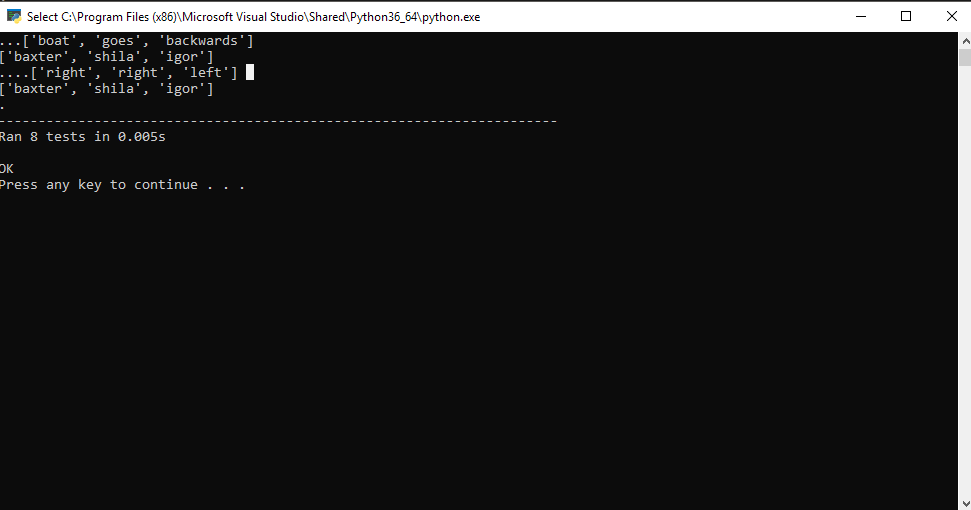 Select C:\Program Files (x86)\Microsoft Visual Studio\Shared\Python36_64\python.exe
...['boat', 'goes', 'backwards']
['baxter', 'shila', 'igor']
....['right', 'right', 'left']
['baxter', 'shila', 'igor']
.
----------------------------------------------------------------------
Ran 8 tests in 0.005s
OK
Press any key to continue . . .